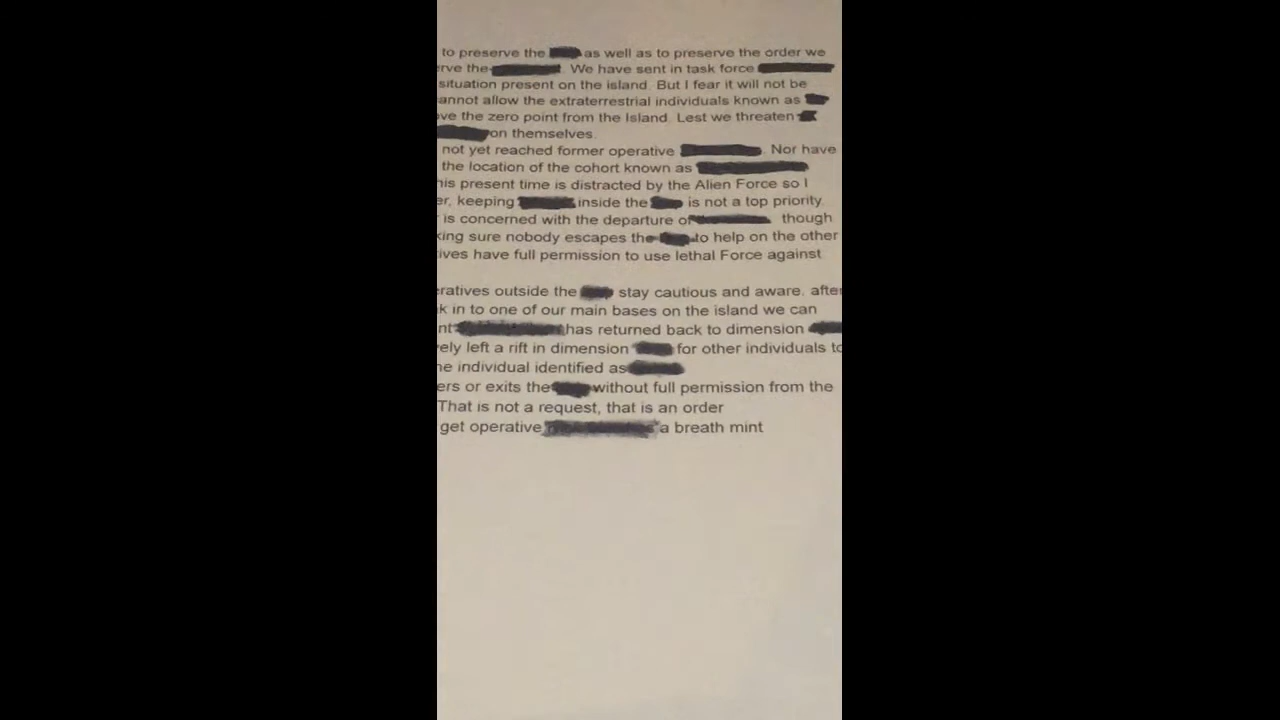 to preserve the as well as to preserve the order we
rve the . We have sent in task force
situation present on the island. But I fear it will not be
annot allow the extraterrestrial individuals known as
ve the zero point from the Island. Lest we threaten
on themselves.
not yet reached former operative . Nor have
the location of the cohort known as
his present time is distracted by the Alien Force so I
er, keeping inside the is not a top priority.
is concerned with the departure of though
king sure nobody escapes the to help on the other
ives have full permission to use lethal Force against
eratives outside the stay cautious and aware. after
k in to one of our main bases on the island we can
nt has returned back to dimension
ely left a rift in dimension for other individuals to
he individual identified as
ers or exits the without full permission from the
That is not a request, that is an order
get operative a breath mint